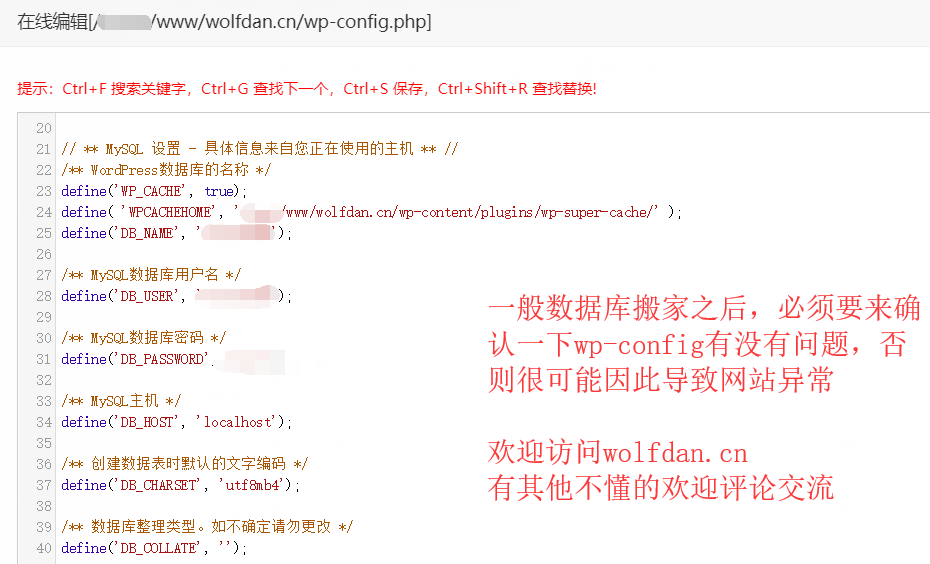 在线编辑[/ /www/wolfdan.cn/wp-config.php]
提示：Ctrl+F 搜索关键字，Ctrl+G 查找下一个，Ctrl+S 保存，Ctrl+Shift+R 查找替换!
20
21 // ** MySQL 设置 - 具体信息来自您正在使用的主机 ** //
22 /** WordPress数据库的名称 */
23 define('WP_CACHE', true);
24 define( 'WPCACHEHOME', ' /www/wolfdan.cn/wp-content/plugins/wp-super-cache/' );
25 define('DB_NAME', ' ');
26
27 /** MySQL数据库用户名 */
28 define('DB_USER', ' );
29
30 /** MySQL数据库密码 */
31 define('DB_PASSWORD',
32
33 /** MySQL主机 */
34 define('DB_HOST', 'localhost');
35
36 /** 创建数据表时默认的文字编码 */
37 define('DB_CHARSET', 'utf8mb4');
38
39 /** 数据库整理类型。如不确定请勿更改 */
40 define('DB_COLLATE', '');
一般数据库搬家之后，必须要来确
认一下wp-config有没有问题，否
则很可能因此导致网站异常
欢迎访问wolfdan.cn
有其他不懂的欢迎评论交流